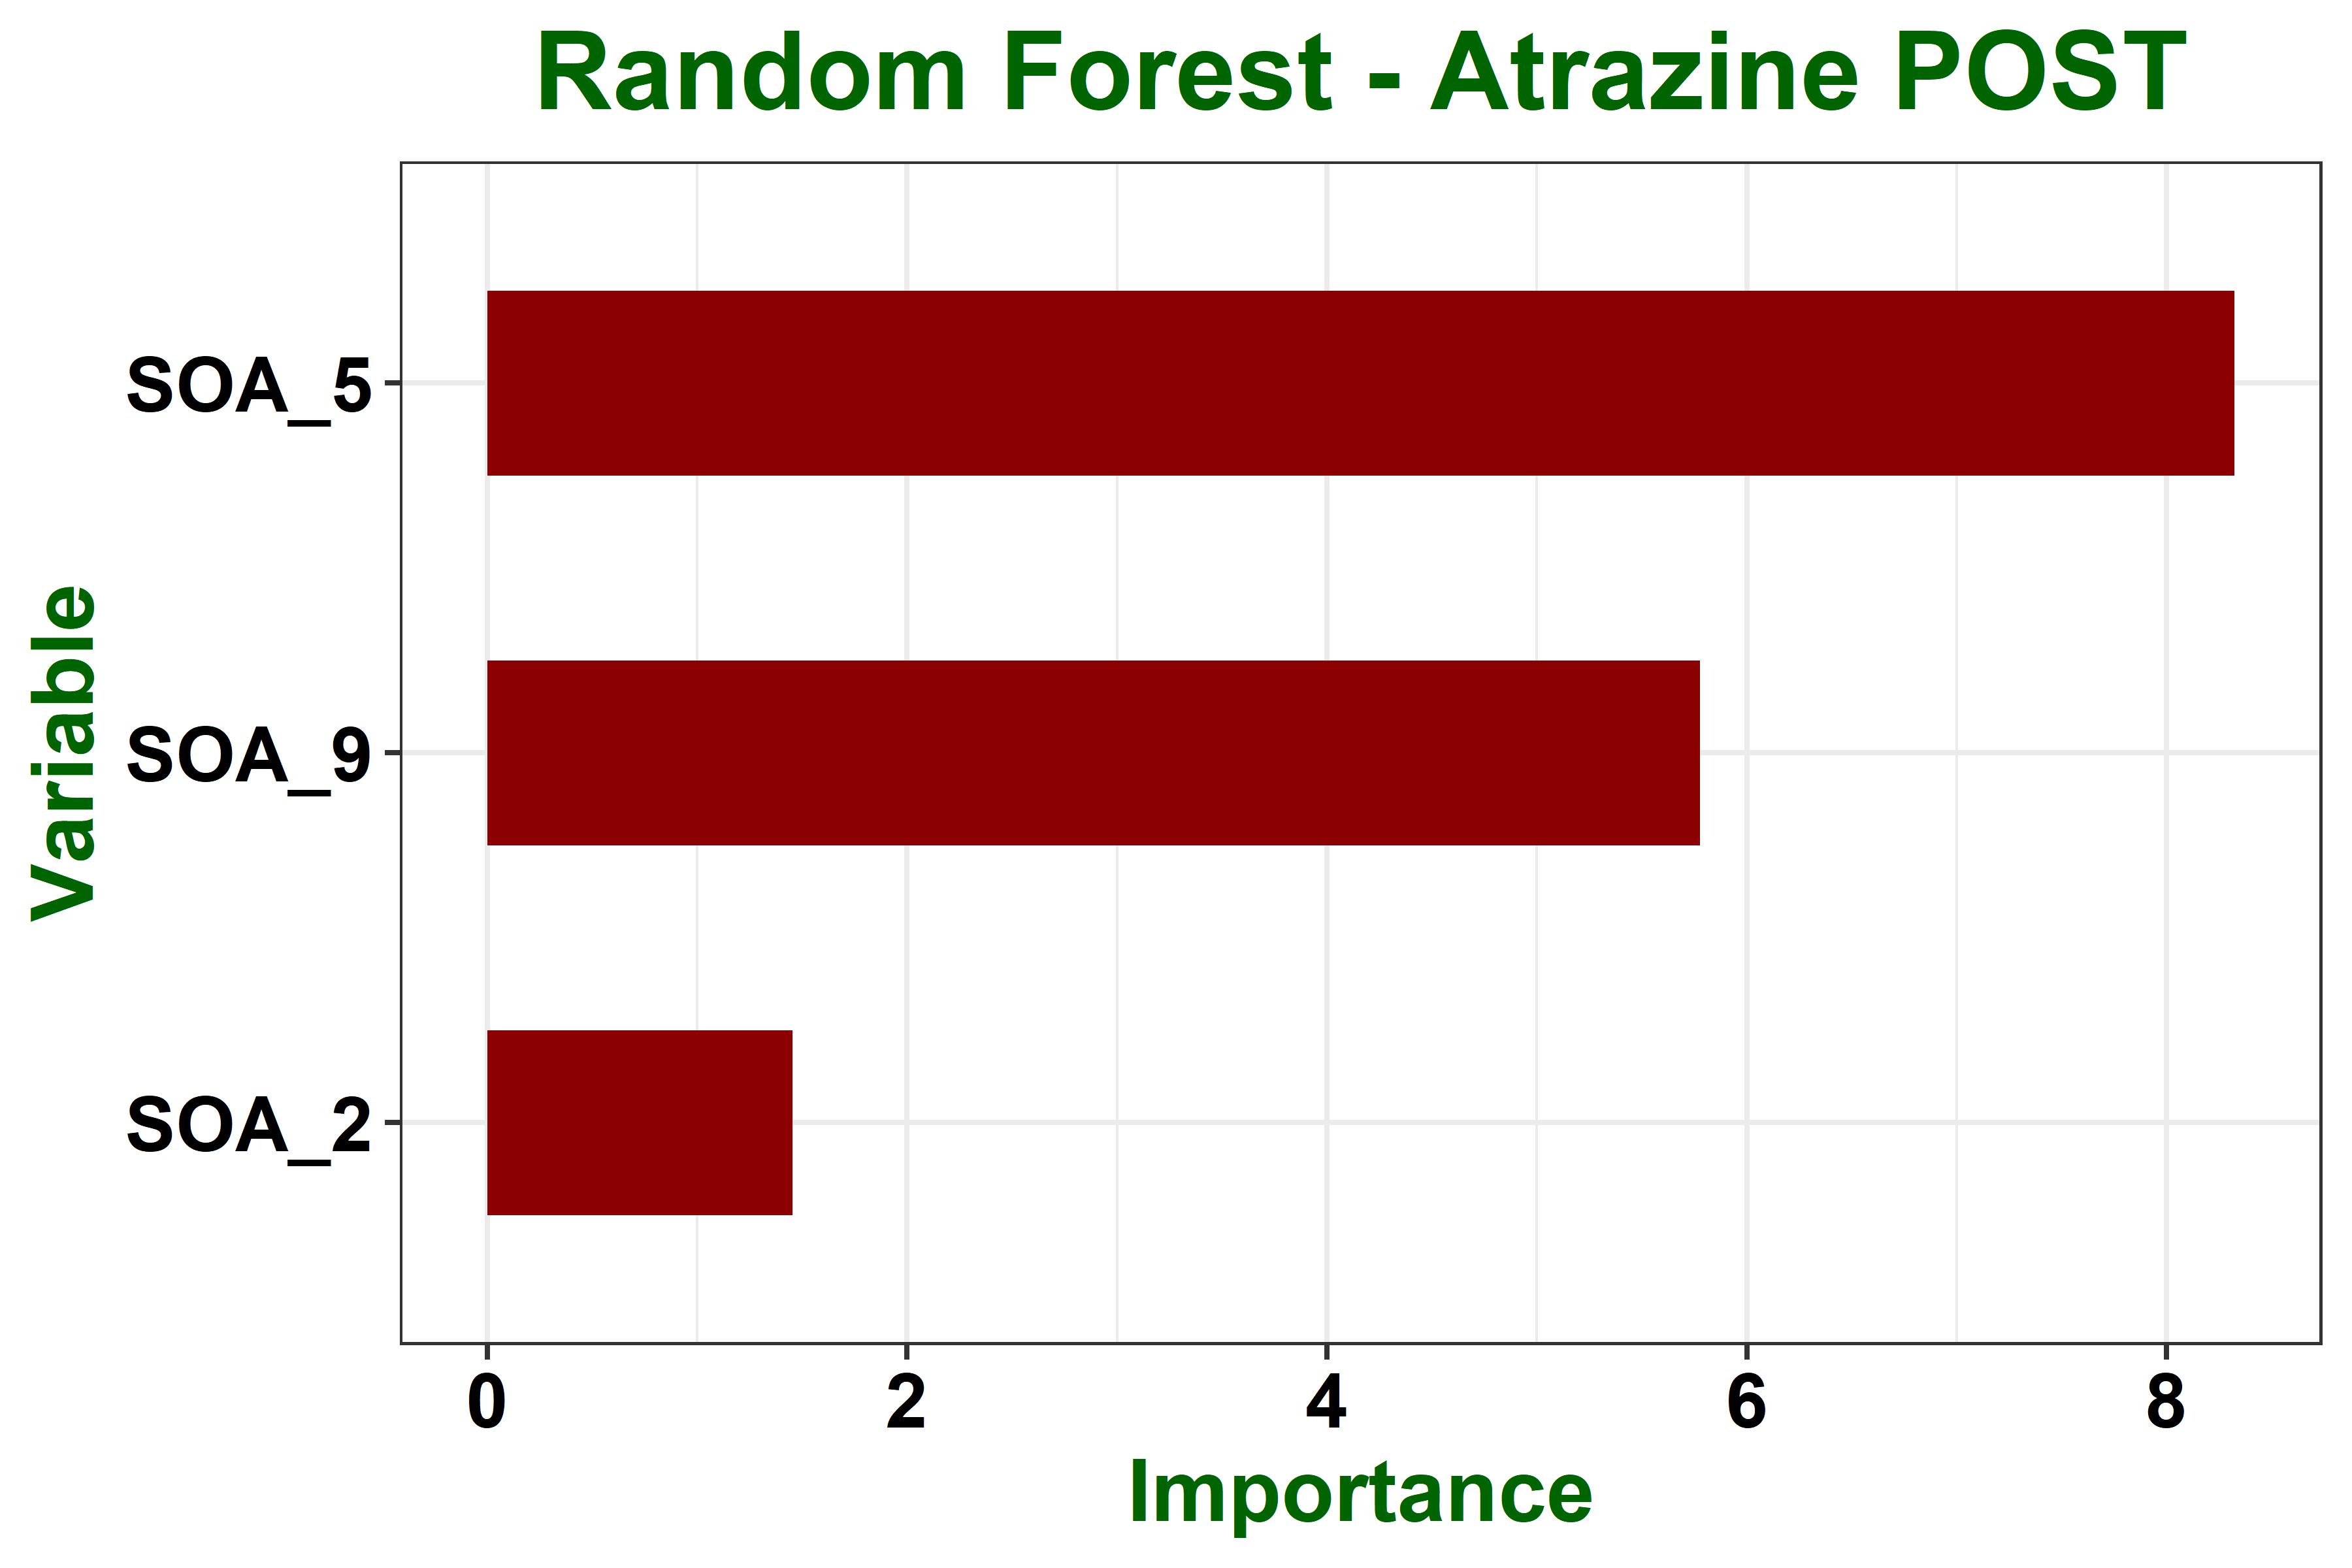 Random Forest - Atrazine POST
Variable
SOA_5
SOA_9
SOA_2
0 2 4 6 8
Importance